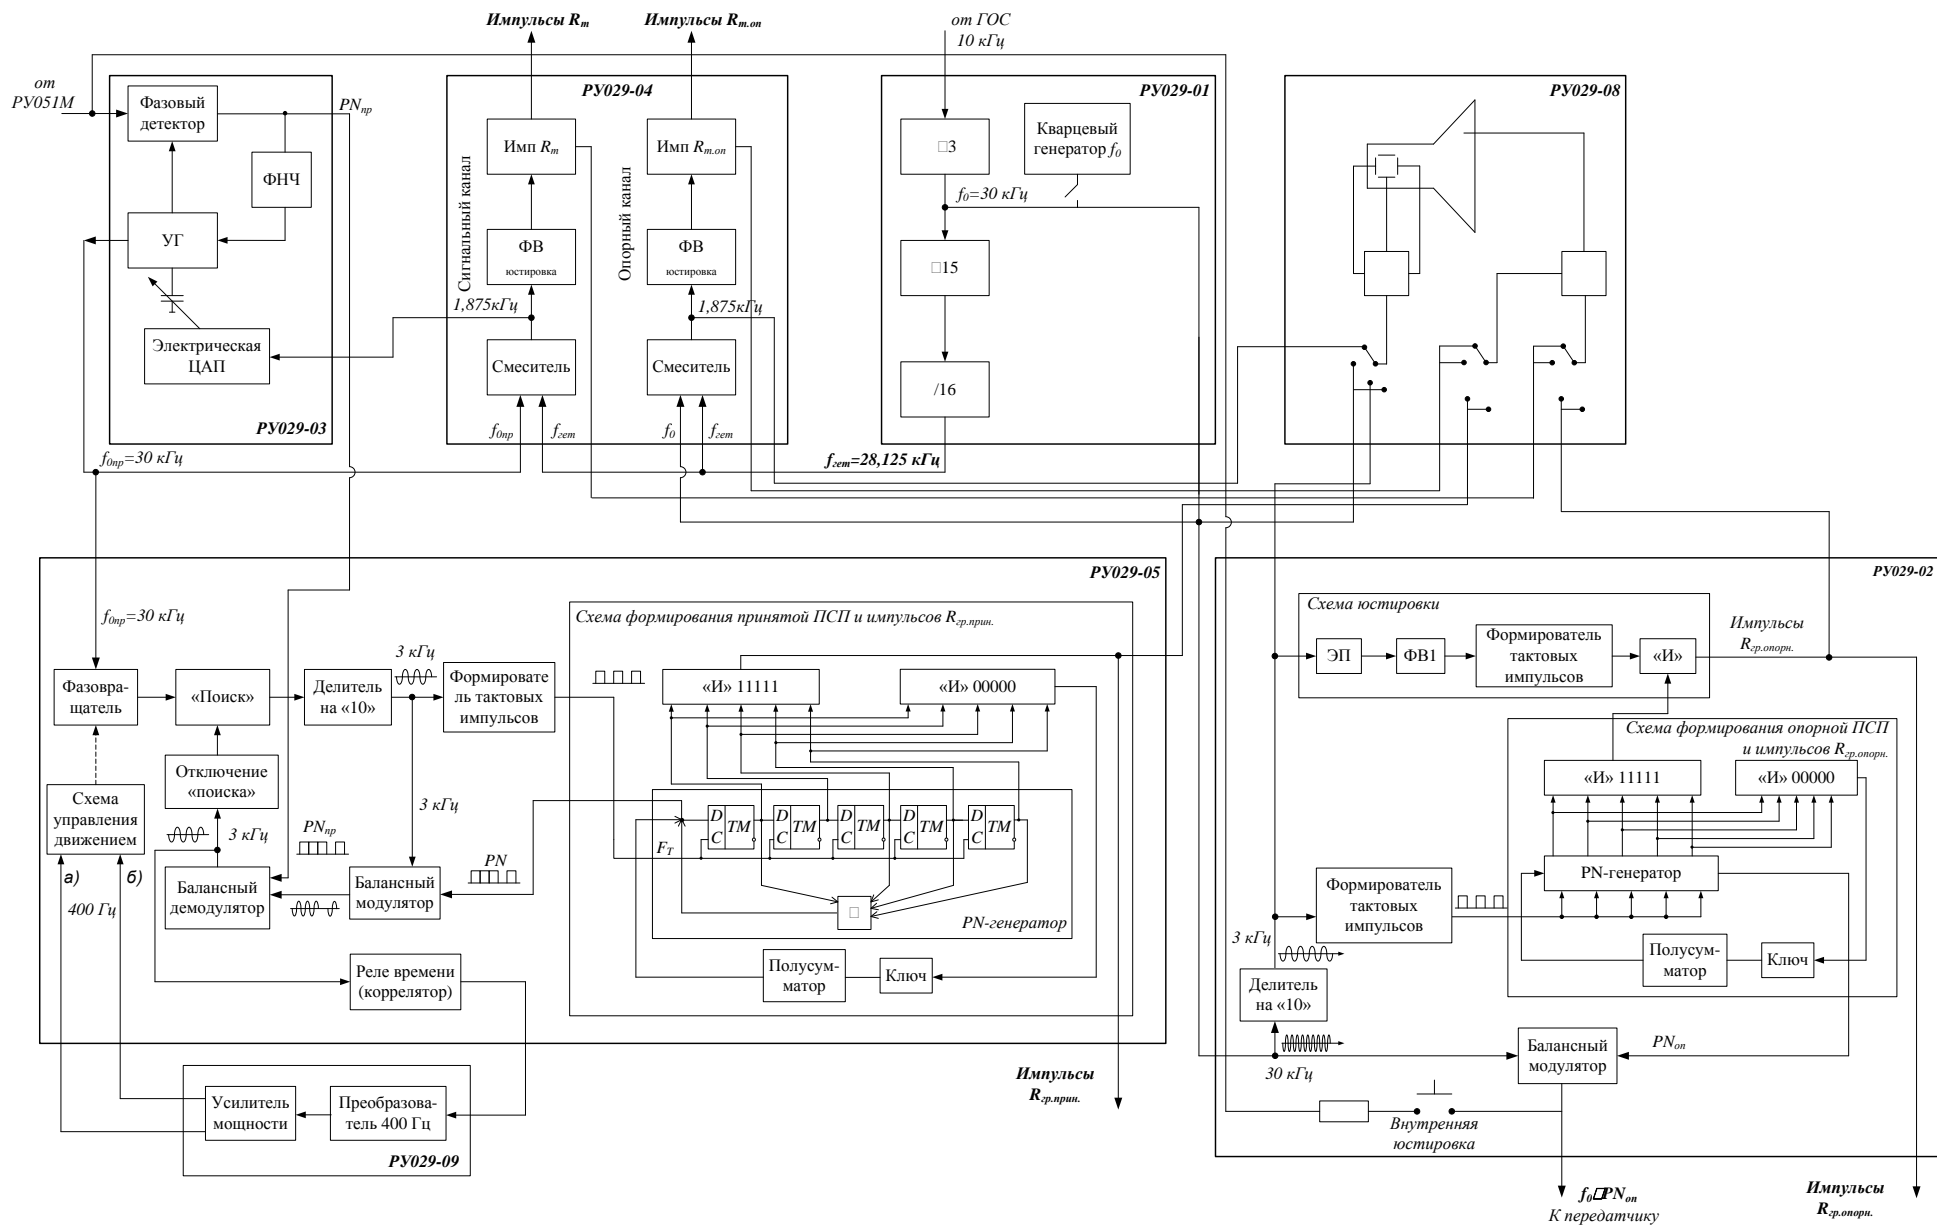 Импульсы Rт
Импульсы Rт.оп
от ГОС
10 кГц
от
РУ051М
Фазовый
детектор
PNпр
ФНЧ
УГ
Электрическая
ЦАП
РУ029-03
РУ029-04
Имп Rт
Имп Rт.оп
Сигнальный канал
Опорный канал
ФВ
юстировка
ФВ
юстировка
1,875кГц
1,875кГц
Смеситель
Смеситель
f0пр
fгет
f0
fгет
РУ029-01
□3
Кварцевый
генератор f0
f0=30 кГц
□15
/16
fгет=28,125 кГц
РУ029-08
f0пр=30 кГц
РУ029-05
f0пр=30 кГц
Фазовра-
щатель
«Поиск»
Делитель
на «10»
3 кГц
Формировате
ль тактовых
импульсов
Отключение
«поиска»
Схема
управления
движением
3 кГц
3 кГц
PNпр
PN
а)
б)
400 Гц
Балансный
демодулятор
Балансный
модулятор
Реле времени
(коррелятор)
Схема формирования принятой ПСП и импульсов Rгр.прин.
«И» 11111
«И» 00000
D
C
TM
D
C
TM
D
C
TM
D
C
TM
D
C
TM
FТ
□
PN-генератор
Полусум-
матор
Ключ
Импульсы
Rгр.прин.
Усилитель
мощности
Преобразова-
тель 400 Гц
РУ029-09
РУ029-02
Схема юстировки
ЭП
ФВ1
Формирователь
тактовых
импульсов
«И»
Импульсы
Rгр.опорн.
Схема формирования опорной ПСП
и импульсов Rгр.опорн.
«И» 11111
«И» 00000
PN-генератор
Формирователь
тактовых
импульсов
3 кГц
Полусум-
матор
Ключ
Делитель
на «10»
30 кГц
Балансный
модулятор
PNоп
Внутренняя
юстировка
f0□PNоп
К передатчику
Импульсы
Rгр.опорн.